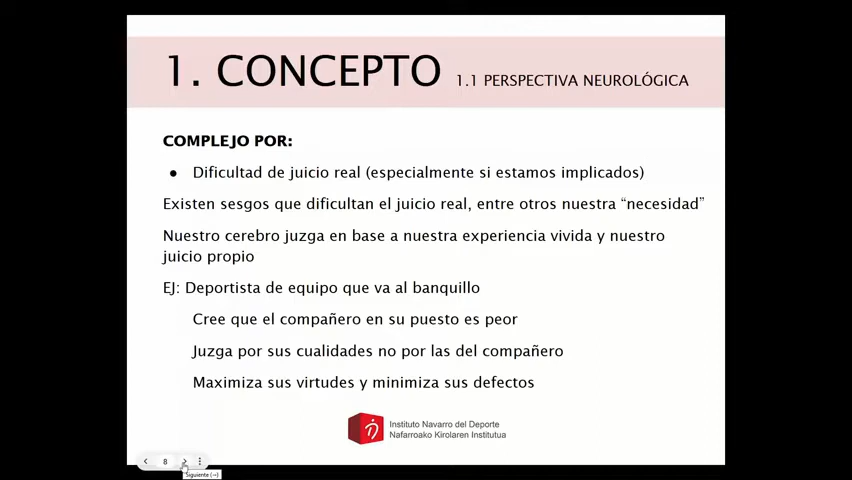 1. CONCEPTO 1.1 PERSPECTIVA NEUROLÓGICA
COMPLEJO POR:
● Dificultad de juicio real (especialmente si estamos implicados)
Existen sesgos que dificultan el juicio real, entre otros nuestra “necesidad”
Nuestro cerebro juzga en base a nuestra experiencia vivida y nuestro
juicio propio
EJ: Deportista de equipo que va al banquillo
Cree que el compañero en su puesto es peor
Juzga por sus cualidades no por las del compañero
Maximiza sus virtudes y minimiza sus defectos
Instituto Navarro del Deporte
Nafarroako Kirolaren Institutua
8
Siguiente (→)